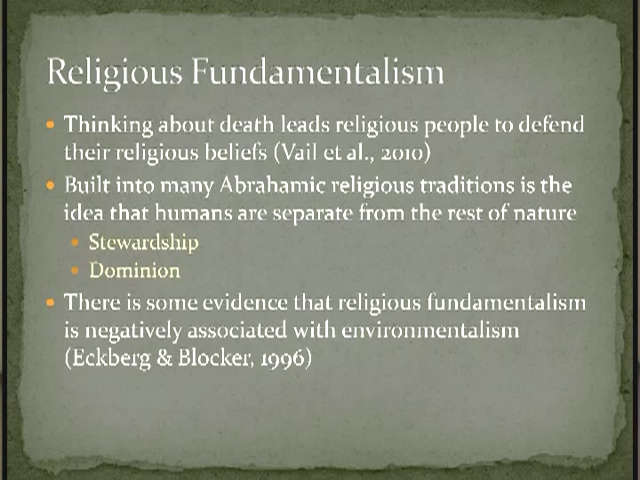 Religious Fundamentalism
• Thinking about death leads religious people to defend
their religious beliefs (Vail et al., 2010)
• Built into many Abrahamic religious traditions is the
idea that humans are separate from the rest of nature
• Stewardship
• Dominion
• There is some evidence that religious fundamentalism
is negatively associated with environmentalism
(Eckberg & Blocker, 1996)